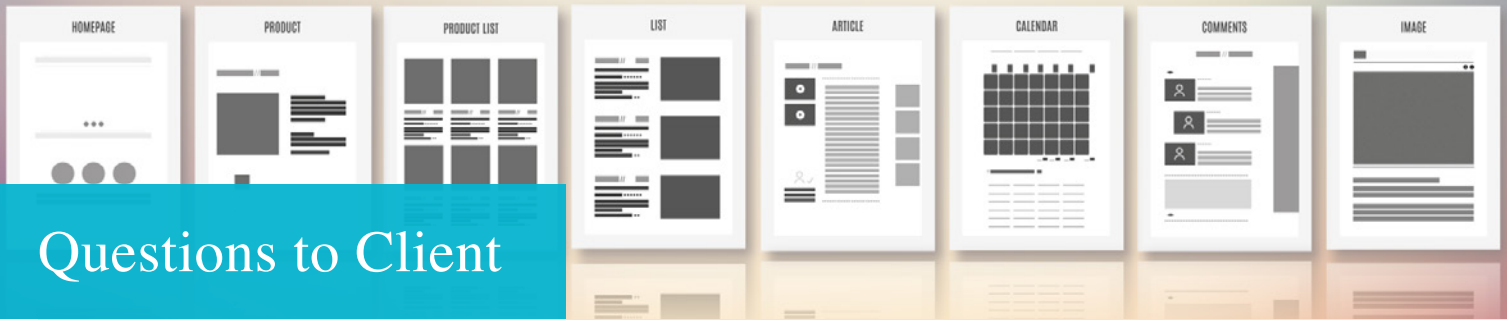 HOMEPAGE
PRODUCT
PRODUCT LIST
LIST
ARTICLE
CALENDAR
COMMENTS
IMAGE
Questions to Client